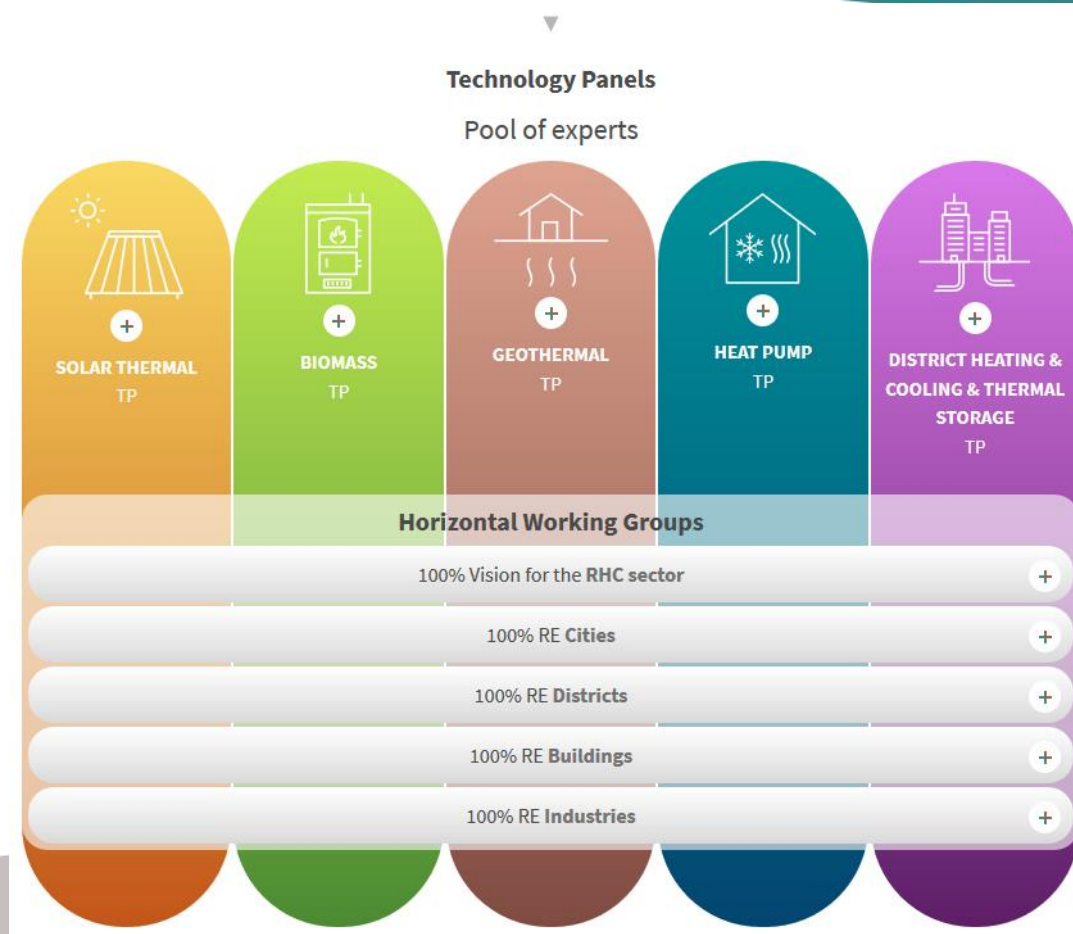 Technology Panels
Pool of experts
SOLAR THERMAL
TP
BIOMASS
TP
GEOTHERMAL
TP
HEAT PUMP
TP
DISTRICT HEATING &
COOLING & THERMAL
STORAGE
TP
Horizontal Working Groups
100% Vision for the RHC sector
100% RE Cities
100% RE Districts
100% RE Buildings
100% RE Industries